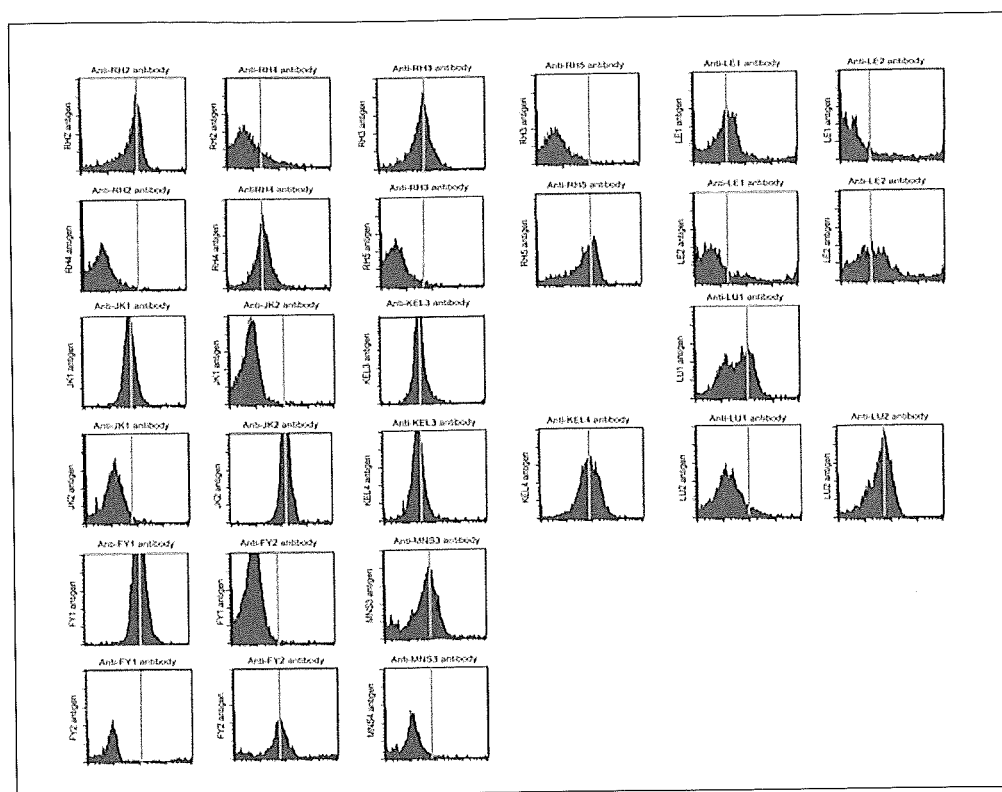 Anti-RH2 antibody
RH2 antigen
Anti-RH4 antibody
RH2 antigen
Anti-RH3 antibody
RH3 antigen
Anti-RH5 antibody
RH3 antigen
Anti-LE1 antibody
LE1 antigen
Anti-LE2 antibody
LE1 antigen
Anti-RH2 antibody
RH4 antigen
Anti-RH4 antibody
RH4 antigen
Anti-RH3 antibody
RH5 antigen
Anti-RH5 antibody
RH5 antigen
Anti-LE1 antibody
LE2 antigen
Anti-LE2 antibody
LE2 antigen
Anti-JK1 antibody
JK1 antigen
Anti-JK2 antibody
JK1 antigen
Anti-KEL3 antibody
KEL3 antigen
Anti-LU1 antibody
LU1 antigen
Anti-JK1 antibody
JK2 antigen
Anti-JK2 antibody
JK2 antigen
Anti-KEL3 antibody
KEL4 antigen
Anti-KEL4 antibody
KEL4 antigen
Anti-LU1 antibody
LU2 antigen
Anti-LU2 antibody
LU2 antigen
Anti-FY1 antibody
FY1 antigen
Anti-FY2 antibody
FY1 antigen
Anti-MNS3 antibody
MNS3 antigen
Anti-FY1 antibody
FY2 antigen
Anti-FY2 antibody
FY2 antigen
Anti-MNS3 antibody
MNS4 antigen